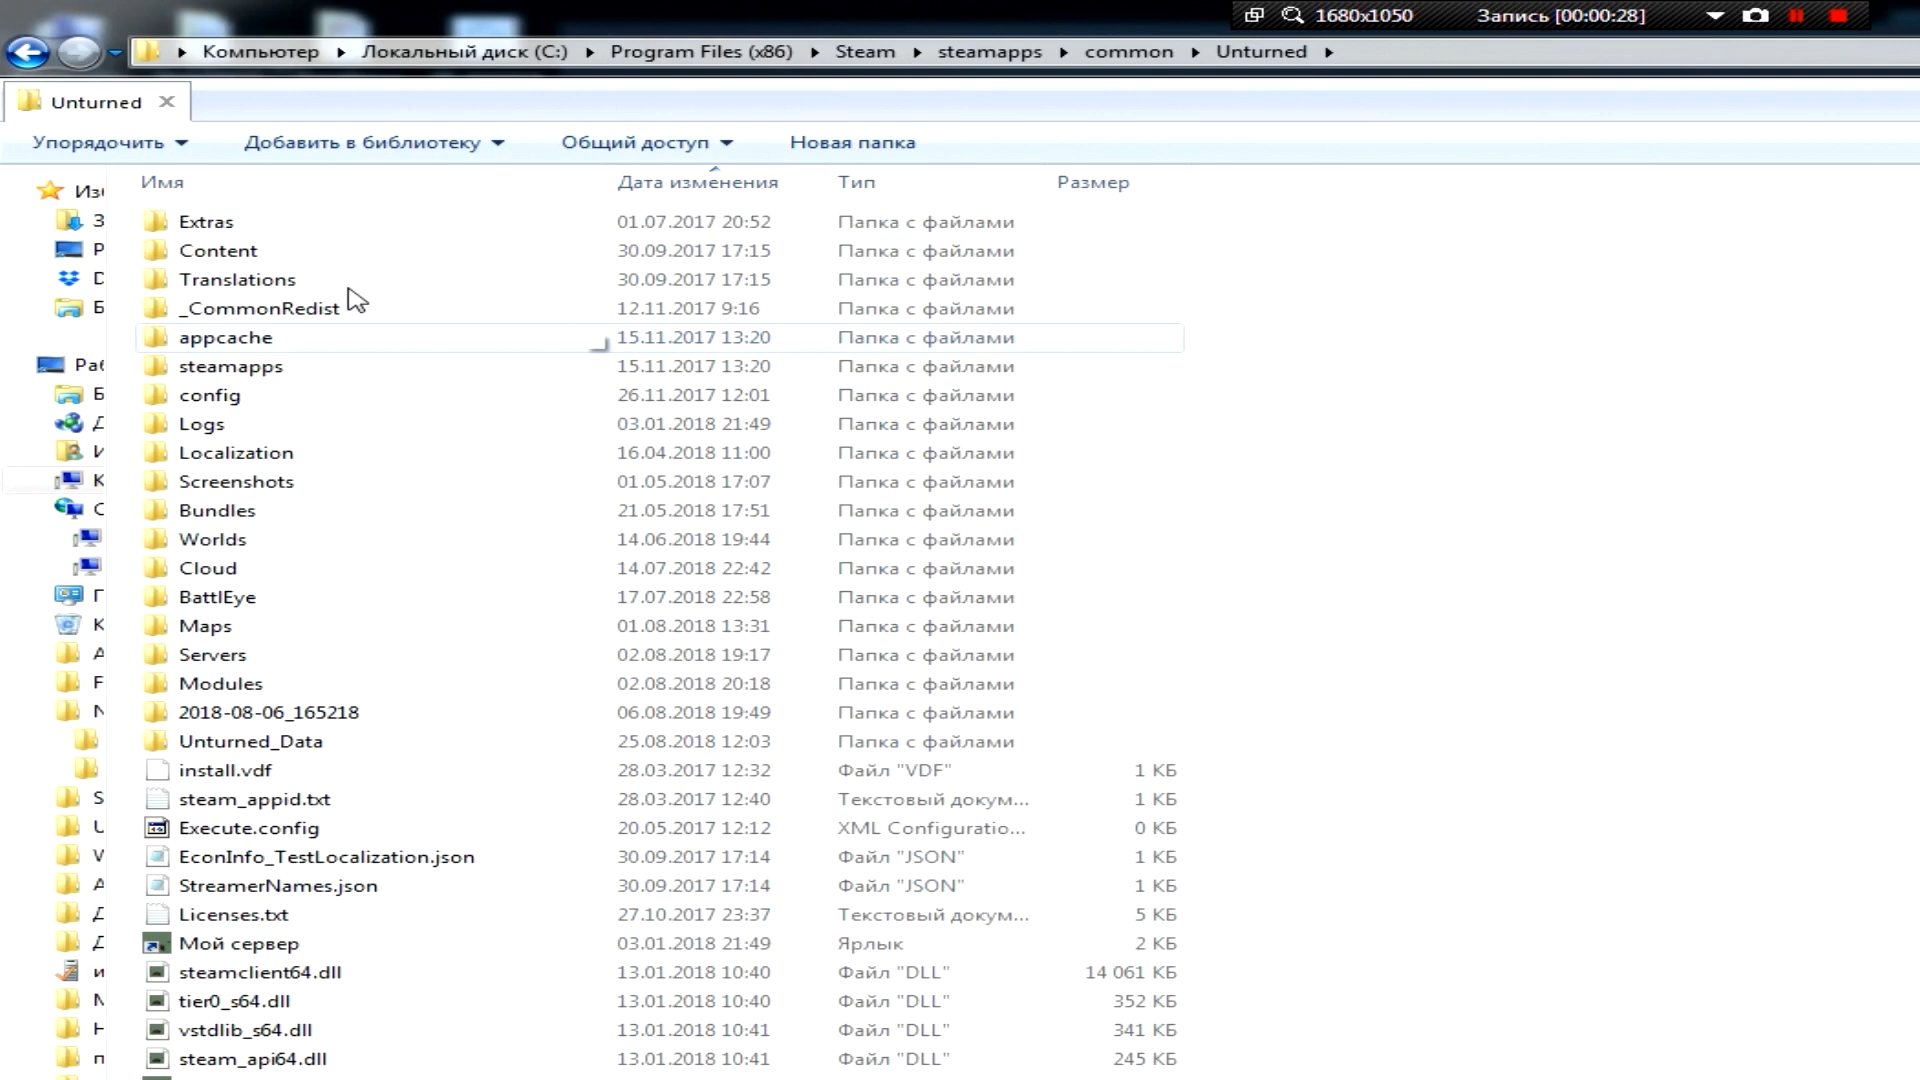 1680x1050 Запись [00:00:28]
Компьютер Локальный диск (C:) Program Files (x86) Steam steamapps common Unturned
Unturned
Упорядочить Добавить в библиотеку Общий доступ Новая папка
Имя Дата изменения Тип Размер
Extras 01.07.2017 20:52 Папка с файлами
Content 30.09.2017 17:15 Папка с файлами
Translations 30.09.2017 17:15 Папка с файлами
_CommonRedist 12.11.2017 9:16 Папка с файлами
appcache 15.11.2017 13:20 Папка с файлами
steamapps 15.11.2017 13:20 Папка с файлами
config 26.11.2017 12:01 Папка с файлами
Logs 03.01.2018 21:49 Папка с файлами
Localization 16.04.2018 11:00 Папка с файлами
Screenshots 01.05.2018 17:07 Папка с файлами
Bundles 21.05.2018 17:51 Папка с файлами
Worlds 14.06.2018 19:44 Папка с файлами
Cloud 14.07.2018 22:42 Папка с файлами
BattlEye 17.07.2018 22:58 Папка с файлами
Maps 01.08.2018 13:31 Папка с файлами
Servers 02.08.2018 19:17 Папка с файлами
Modules 02.08.2018 20:18 Папка с файлами
2018-08-06_165218 06.08.2018 19:49 Папка с файлами
Unturned_Data 25.08.2018 12:03 Папка с файлами
install.vdf 28.03.2017 12:32 Файл "VDF" 1 КБ
steam_appid.txt 28.03.2017 12:40 Текстовый докум... 1 КБ
Execute.config 20.05.2017 12:12 XML Configuratio... 0 КБ
EconInfo_TestLocalization.json 30.09.2017 17:14 Файл "JSON" 1 КБ
StreamerNames.json 30.09.2017 17:14 Файл "JSON" 1 КБ
Licenses.txt 27.10.2017 23:37 Текстовый докум... 5 КБ
Мой сервер 03.01.2018 21:49 Ярлык 2 КБ
steamclient64.dll 13.01.2018 10:40 Файл "DLL" 14 061 КБ
tier0_s64.dll 13.01.2018 10:40 Файл "DLL" 352 КБ
vstdlib_s64.dll 13.01.2018 10:41 Файл "DLL" 341 КБ
steam_api64.dll 13.01.2018 10:41 Файл "DLL" 245 КБ